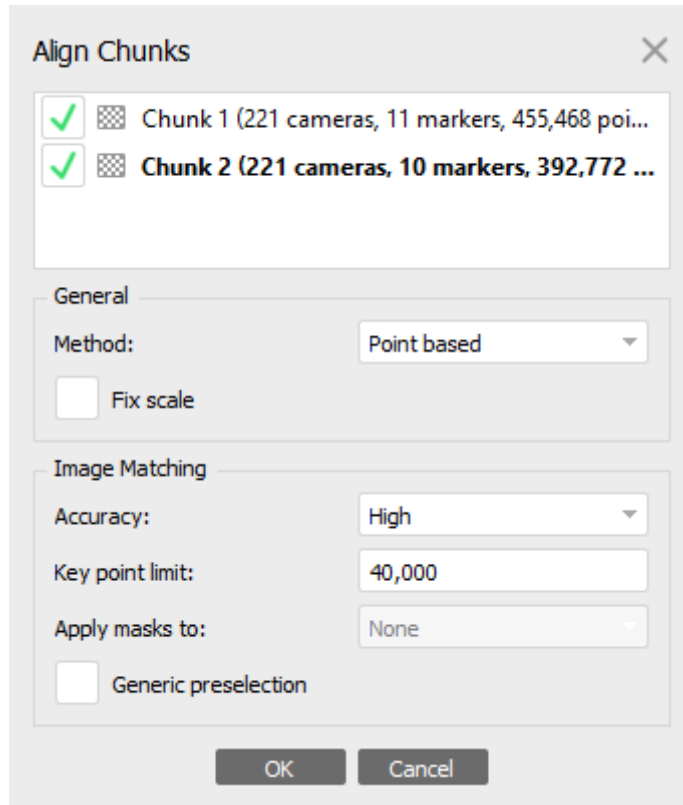 Align Chunks
Chunk 1 (221 cameras, 11 markers, 455,468 poi...
Chunk 2 (221 cameras, 10 markers, 392,772 ...
General
Method: Point based
Fix scale
Image Matching
Accuracy: High
Key point limit: 40,000
Apply masks to: None
Generic preselection
OK Cancel